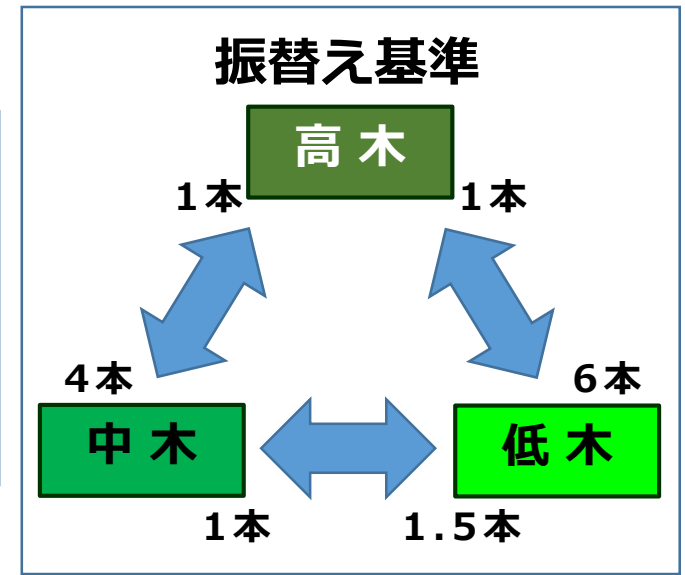 振替え基準
高 木
1本 1本
4本 6本
中 木 低 木
1本 1.5本